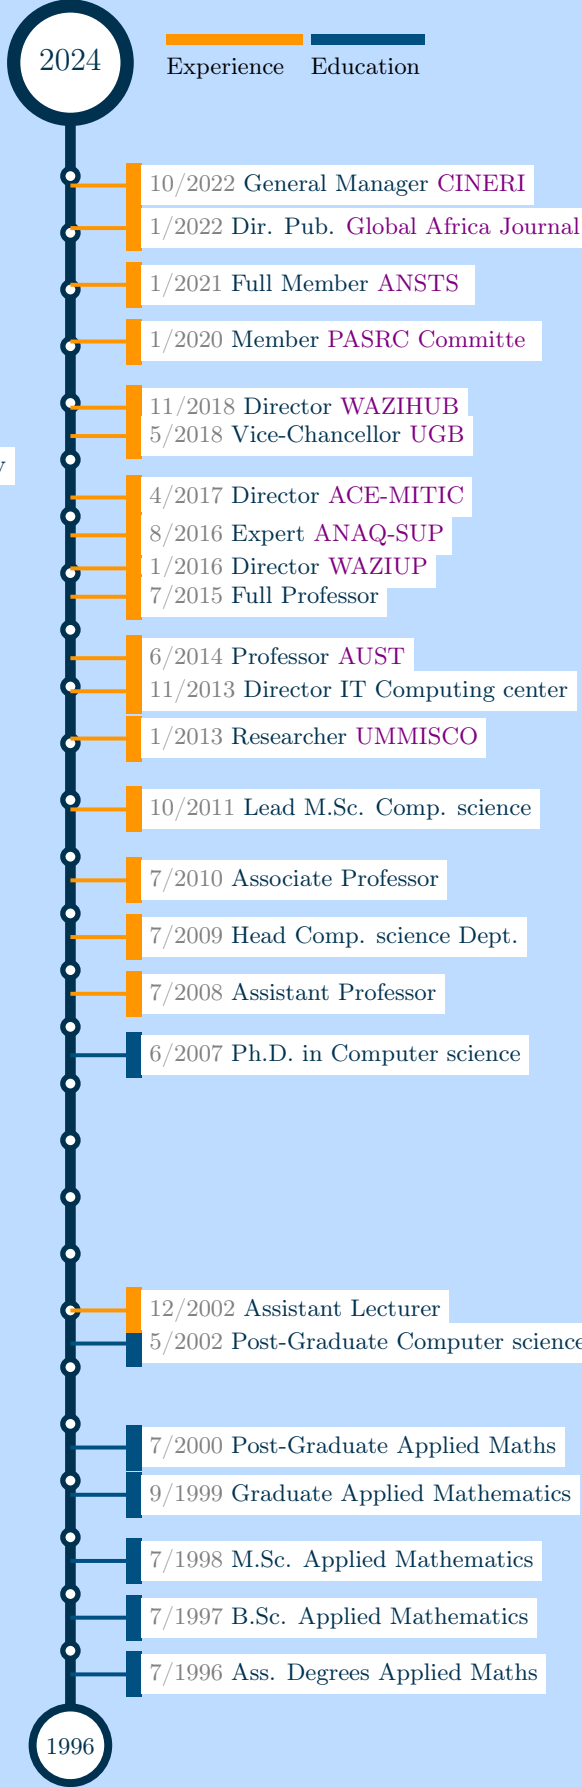 2024
Experience Education
10/2022 General Manager CINERI
1/2022 Dir. Pub. Global Africa Journal
1/2021 Full Member ANSTS
1/2020 Member PASRC Committe
11/2018 Director WAZIHUB
5/2018 Vice-Chancellor UGB
4/2017 Director ACE-MITIC
8/2016 Expert ANAQ-SUP
1/2016 Director WAZIUP
7/2015 Full Professor
6/2014 Professor AUST
11/2013 Director IT Computing center
1/2013 Researcher UMMISCO
10/2011 Lead M.Sc. Comp. science
7/2010 Associate Professor
7/2009 Head Comp. science Dept.
7/2008 Assistant Professor
6/2007 Ph.D. in Computer science
12/2002 Assistant Lecturer
5/2002 Post-Graduate Computer science
7/2000 Post-Graduate Applied Maths
9/1999 Graduate Applied Mathematics
7/1998 M.Sc. Applied Mathematics
7/1997 B.Sc. Applied Mathematics
7/1996 Ass. Degrees Applied Maths
1996